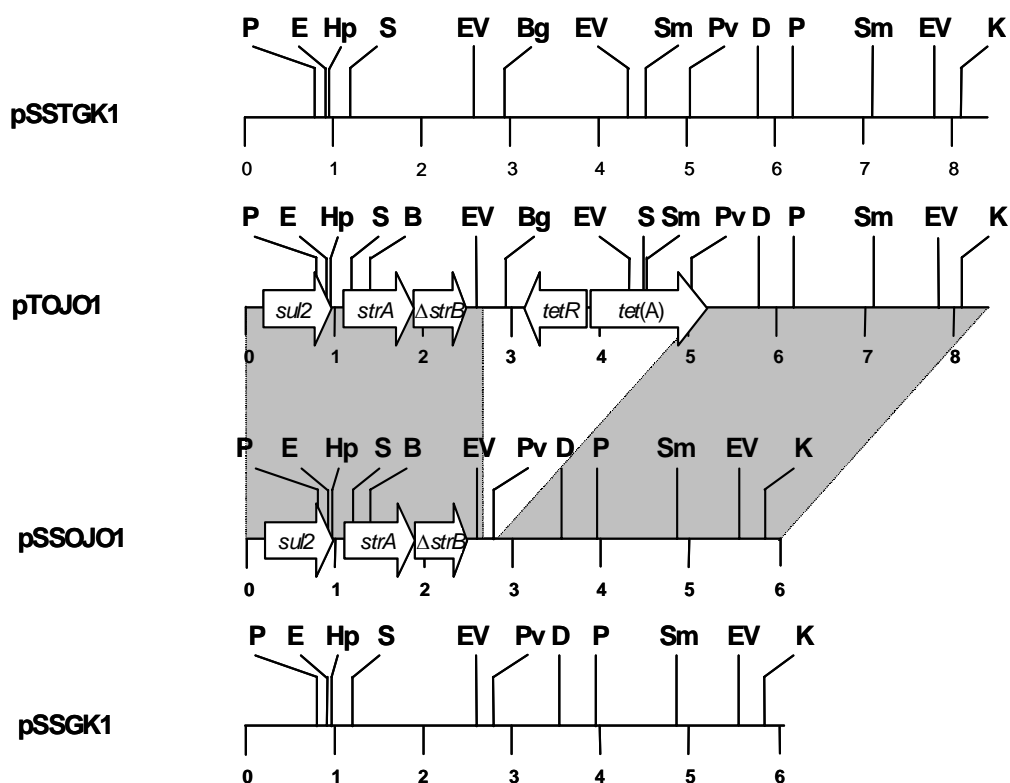 P E Hp S EV Bg EV Sm Pv D P Sm EV K
pSSTGK1
0 1 2 3 4 5 6 7 8
P E Hp S B EV Bg EV S Sm Pv D P Sm EV K
pTOJO1
sul2 strA ΔstrB tetR tet(A)
0 1 2 3 4 5 6 7 8
P E Hp S B EV Pv D P Sm EV K
pSSOJO1
sul2 strA ΔstrB
0 1 2 3 4 5 6
P E Hp S EV Pv D P Sm EV K
pSSGK1
0 1 2 3 4 5 6